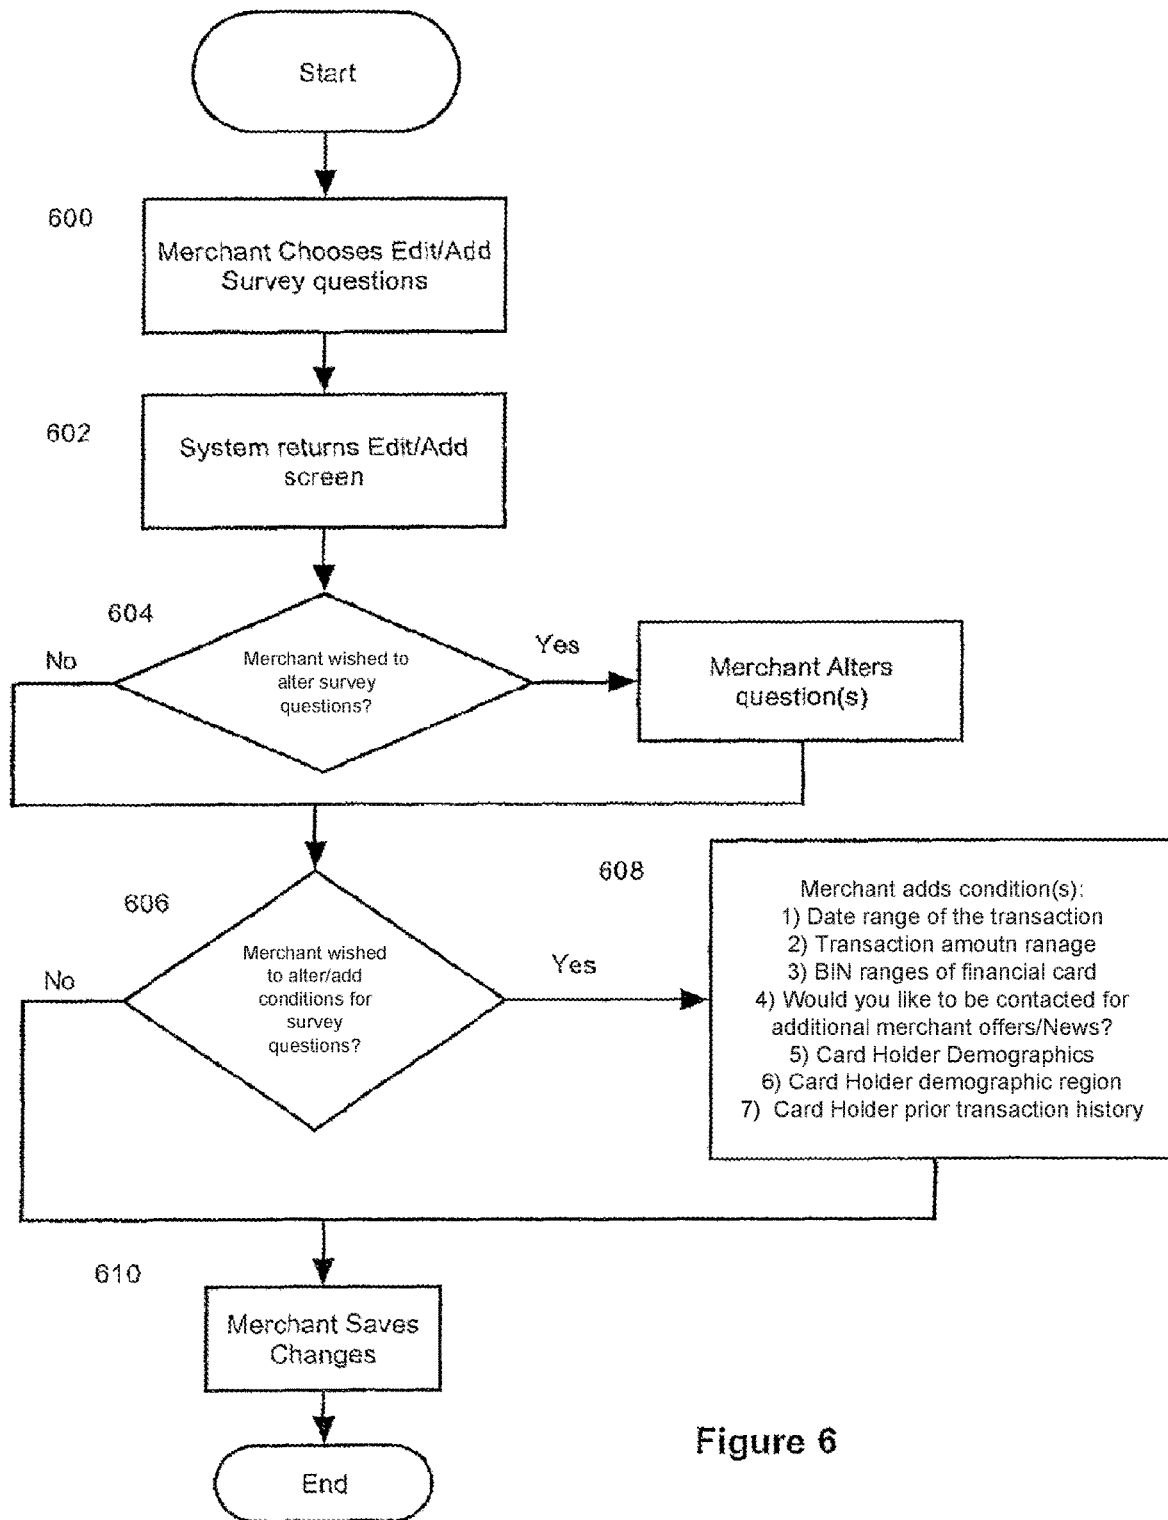 Start
600
Merchant Chooses Edit/Add
Survey questions
602
System returns Edit/Add
screen
604
No
Merchant wished to
alter survey
questions?
Yes
Merchant Alters
question(s)
606
No
Merchant wished
to alter/add
conditions for
survey
questions?
Yes
608
Merchant adds condition(s):
1) Date range of the transaction
2) Transaction amoutn ranage
3) BIN ranges of financial card
4) Would you like to be contacted for
additional merchant offers/News?
5) Card Holder Demographics
6) Card Holder demographic region
7) Card Holder prior transaction history
610
Merchant Saves
Changes
End
Figure 6